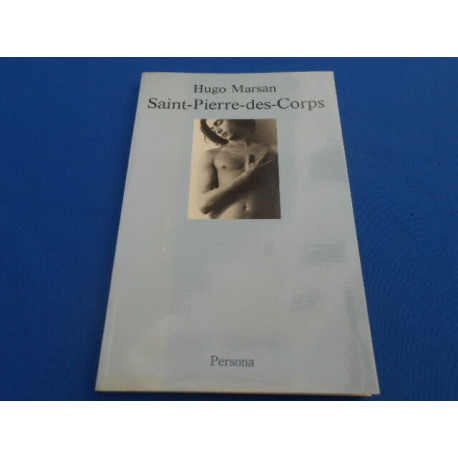 Hugo Marsan
Saint-Pierre-des-Corps
Persona